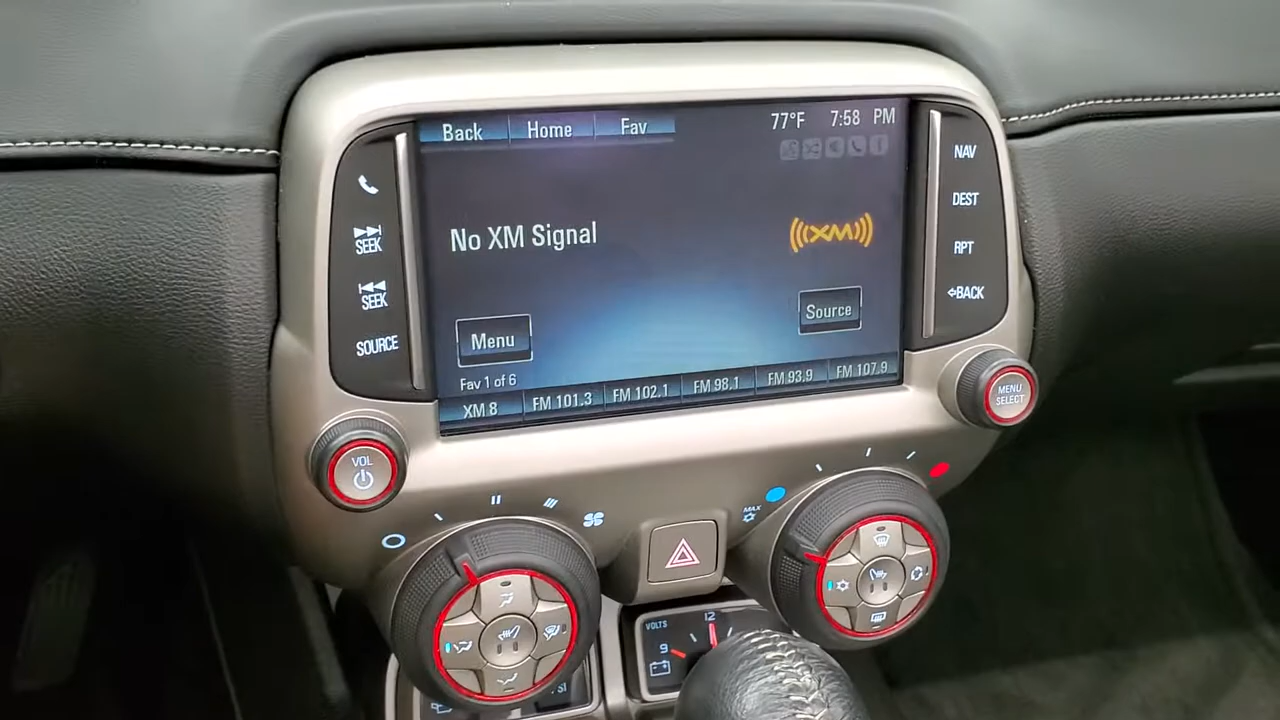 Back Home Fav 77°F 7:58 PM
No XM Signal
XM
Menu
Source
Fav 1 of 6
XM 8 FM 101.3 FM 102.1 FM 98.1 FM 93.9 FM 107.9
SEEK
SEEK
SOURCE
NAV
DEST
RPT
BACK
VOL
MENU
SELECT
MAX
VOLTS
9
12